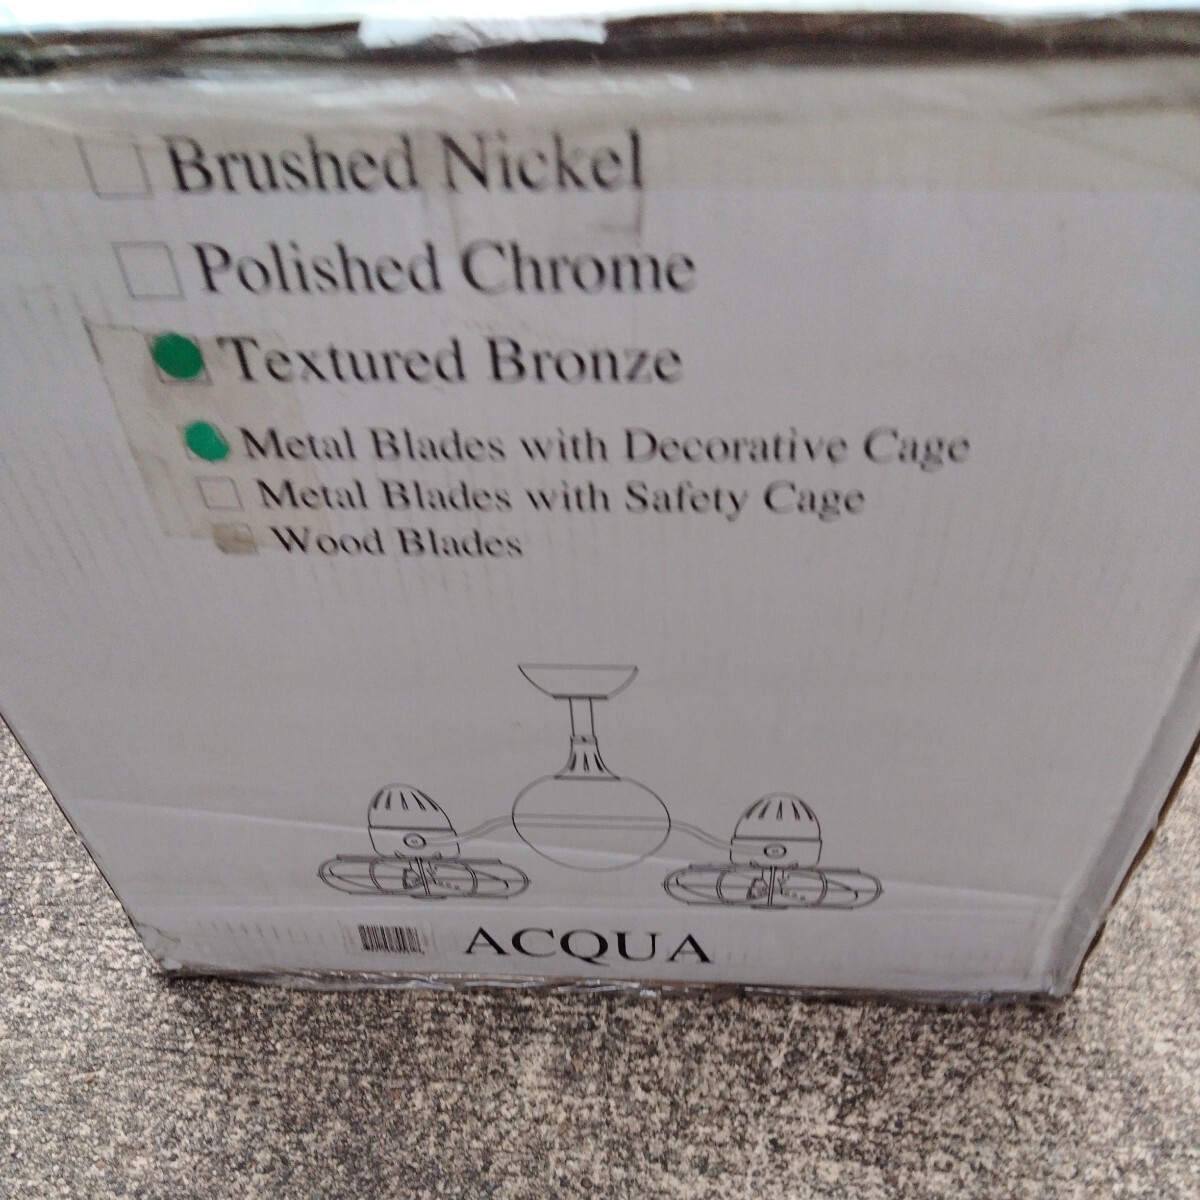 Brushed Nickel
Polished Chrome
Textured Bronze
Metal Blades with Decorative Cage
Metal Blades with Safety Cage
Wood Blades
ACQUA